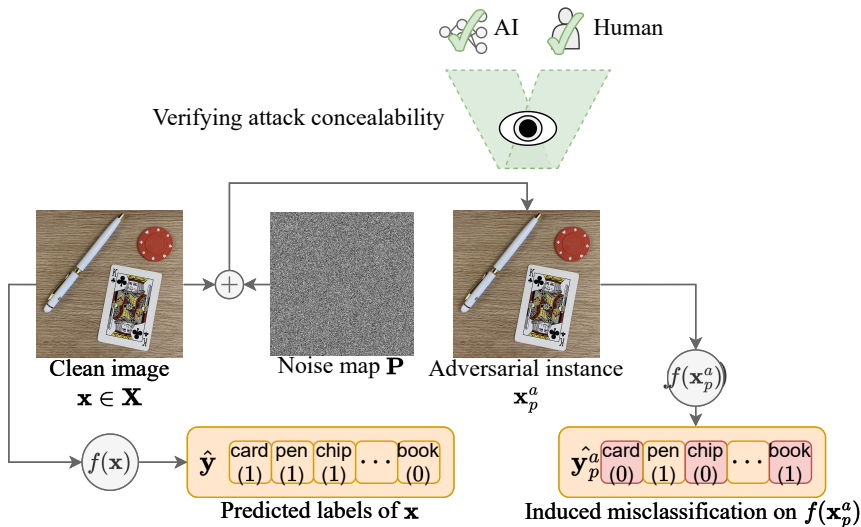 AI
Human
Verifying attack concealability
K
K
+
Clean image
x ∈ X
Noise map P
Adversarial instance
x_p^a
f(x_p^a)
f(x)
ŷ
card pen chip ··· book
(1) (1) (1) (0)
Predicted labels of x
ŷ_p^a
card pen chip ··· book
(0) (1) (0) (1)
Induced misclassification on f(x_p^a)